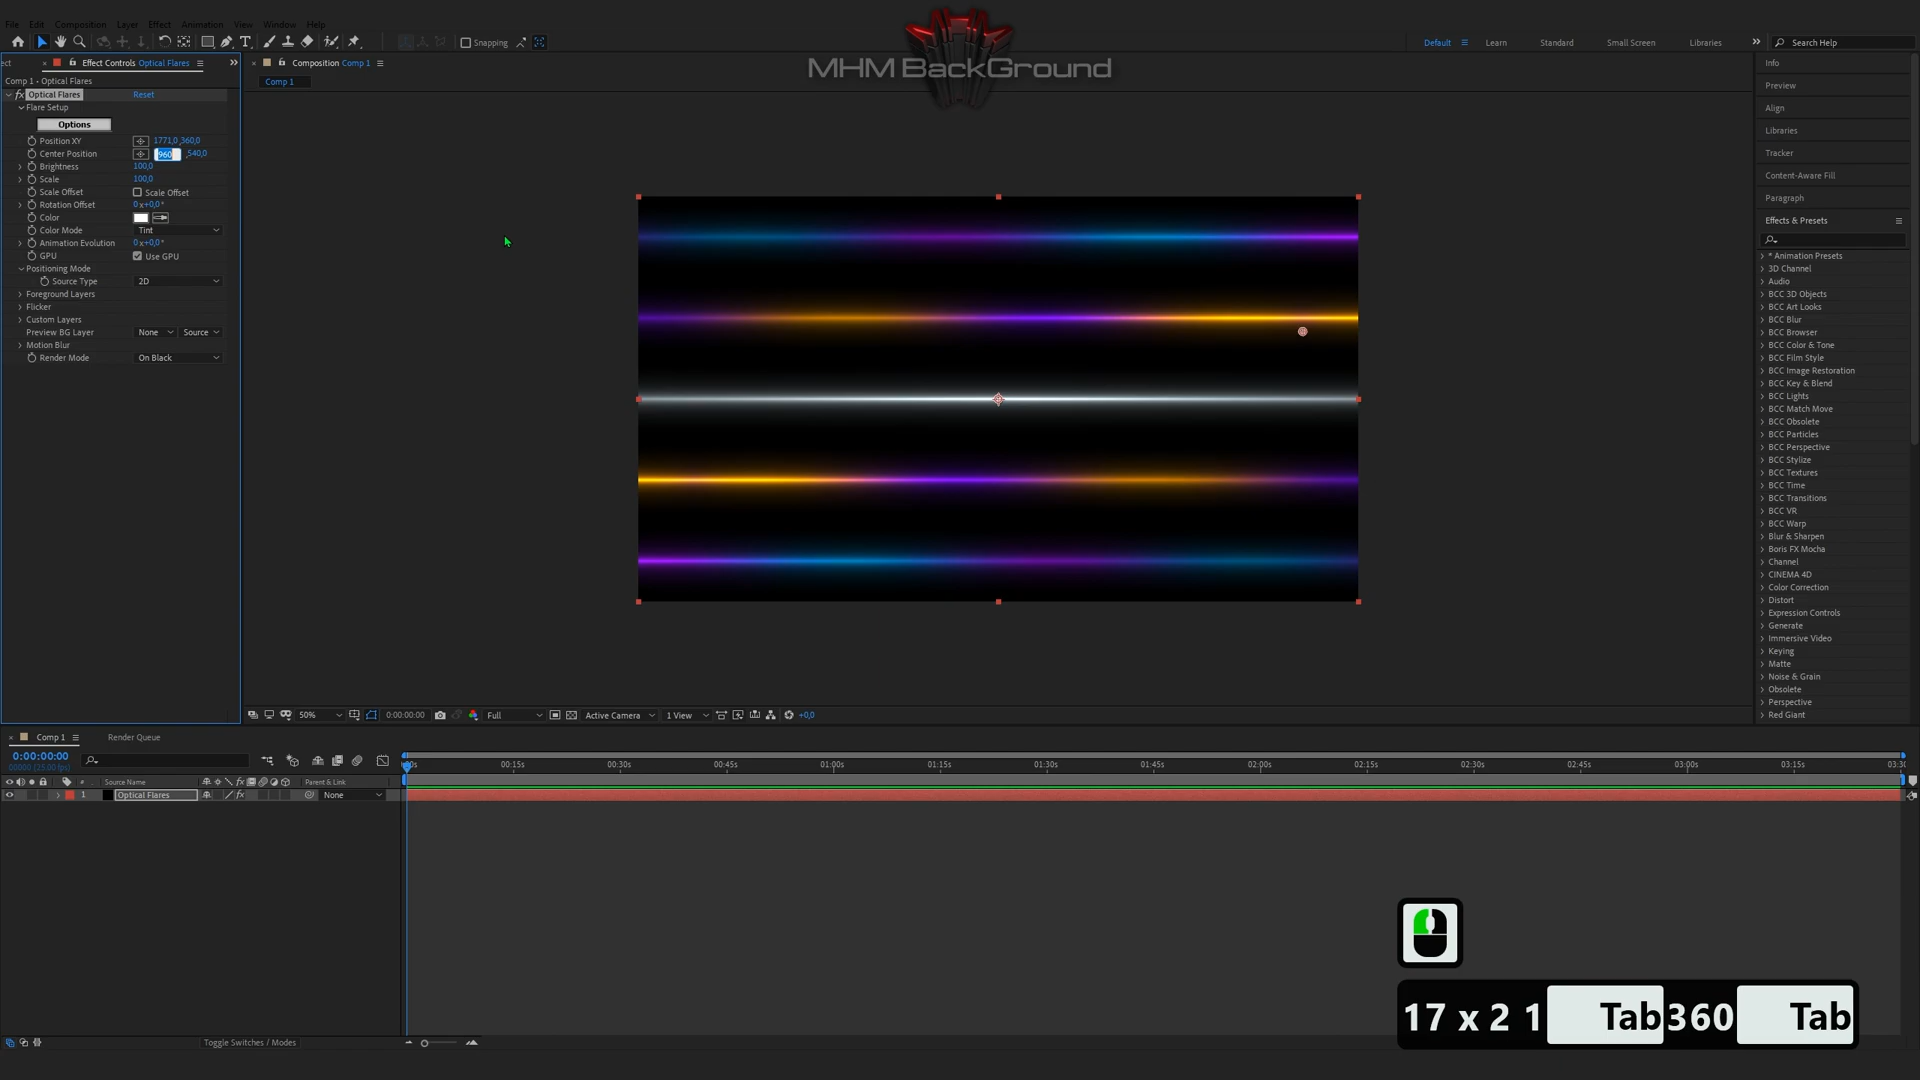 File Edit Composition Layer Effect Animation View Window Help
Snapping
Default Learn Standard Small Screen Libraries Search Help
MHM BackGround
Effect Controls Optical Flares
Composition Comp 1
Comp 1
Comp 1 • Optical Flares
fx Optical Flares Reset
Flare Setup
Options
Position XY 1771,0 ,360,0
Center Position 960 ,540,0
Brightness 100,0
Scale 100,0
Scale Offset Scale Offset
Rotation Offset 0 x+0,0°
Color
Color Mode Tint
Animation Evolution 0 x+0,0°
GPU Use GPU
Positioning Mode
Source Type 2D
Foreground Layers
Flicker
Custom Layers
Preview BG Layer None Source
Motion Blur
Render Mode On Black
Info
Preview
Align
Libraries
Tracker
Content-Aware Fill
Paragraph
Effects & Presets
* Animation Presets
3D Channel
Audio
BCC 3D Objects
BCC Art Looks
BCC Blur
BCC Browser
BCC Color & Tone
BCC Film Style
BCC Image Restoration
BCC Key & Blend
BCC Lights
BCC Match Move
BCC Obsolete
BCC Particles
BCC Perspective
BCC Stylize
BCC Textures
BCC Time
BCC Transitions
BCC VR
BCC Warp
Blur & Sharpen
Boris FX Mocha
Channel
CINEMA 4D
Color Correction
Distort
Expression Controls
Generate
Immersive Video
Keying
Matte
Noise & Grain
Obsolete
Perspective
Red Giant
50% 0:00:00:00 Full Active Camera 1 View +0,0
Comp 1 Render Queue
0:00:00:00
00000 (25.00 fps)
# Source Name Parent & Link
1 Optical Flares None
00:15s 00:30s 00:45s 01:00s 01:15s 01:30s 01:45s 02:00s 02:15s 02:30s 02:45s 03:00s 03:15s
Toggle Switches / Modes
17 x 2 1 Tab 360 Tab